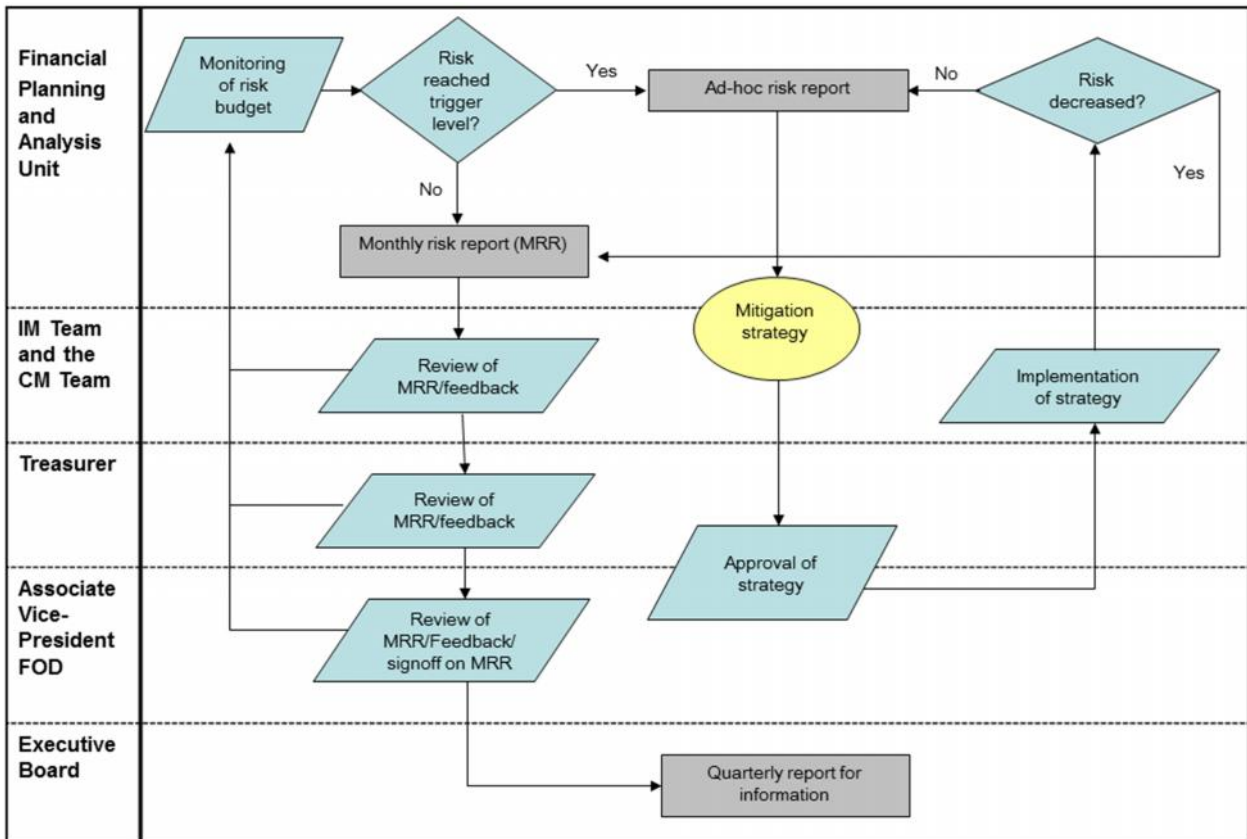 Financial
Planning
and
Analysis
Unit
Monitoring
of risk
budget
Risk
reached
trigger
level?
Yes
Ad-hoc risk report
No
Risk
decreased?
No
Yes
Monthly risk report (MRR)
IM Team
and the
CM Team
Review of
MRR/feedback
Mitigation
strategy
Implementation
of strategy
Treasurer
Review of
MRR/feedback
Approval of
strategy
Associate
Vice-
President
FOD
Review of
MRR/Feedback/
signoff on MRR
Executive
Board
Quarterly report for
information